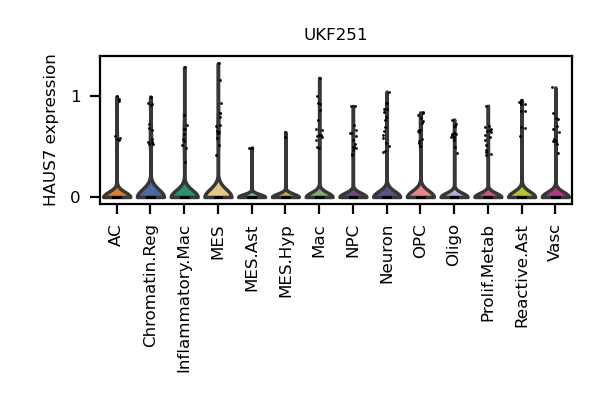 UKF251
HAUS7 expression
1
0
AC
Chromatin.Reg
Inflammatory.Mac
MES
MES.Ast
MES.Hyp
Mac
NPC
Neuron
OPC
Oligo
Prolif.Metab
Reactive.Ast
Vasc